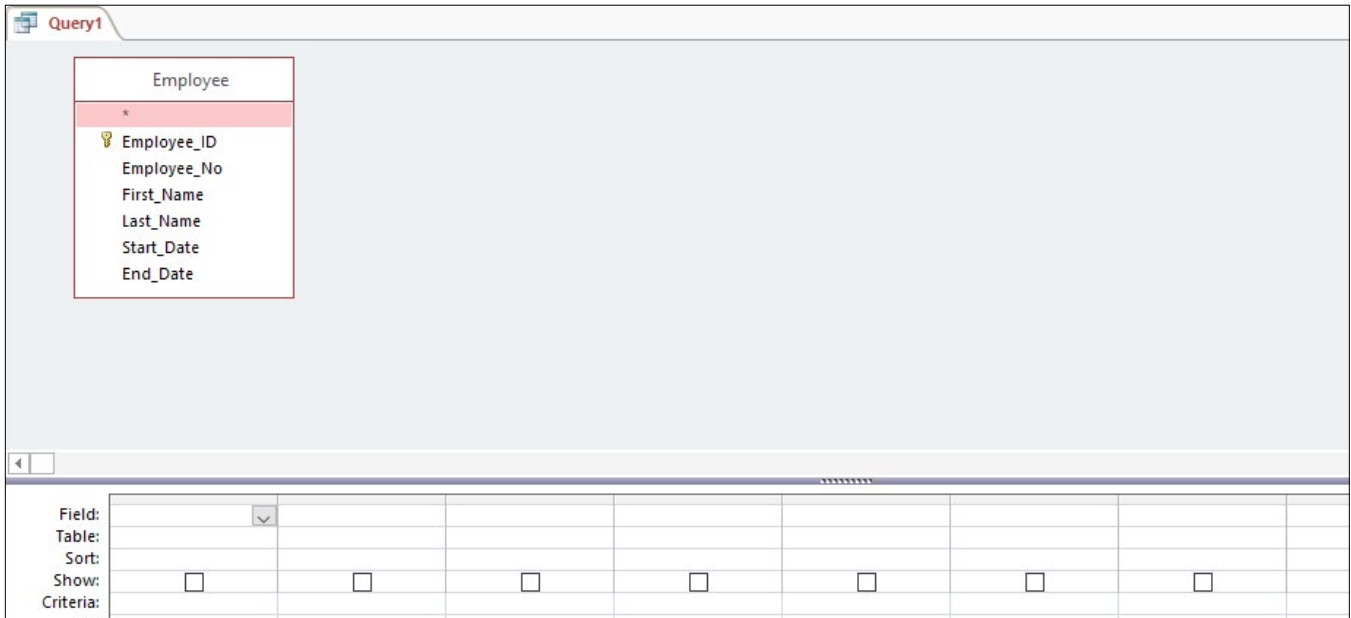 Query1
Employee
*
Employee_ID
Employee_No
First_Name
Last_Name
Start_Date
End_Date
Field:
Table:
Sort:
Show:
Criteria: